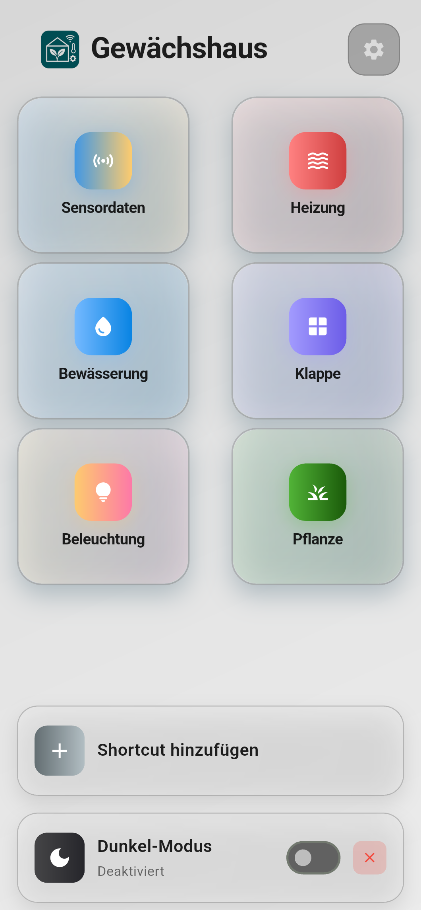 Gewächshaus
Sensordaten
Heizung
Bewässerung
Klappe
Beleuchtung
Pflanze
Shortcut hinzufügen
Dunkel-Modus
Deaktiviert